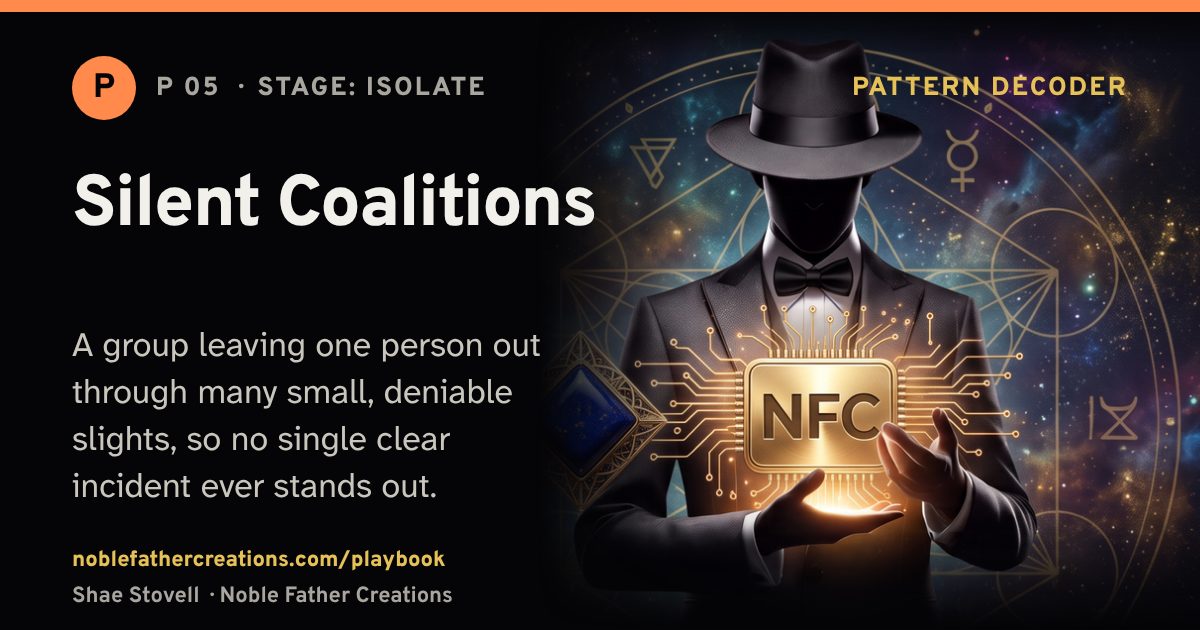 P
P 05 · STAGE: ISOLATE
PATTERN DECODER
Silent Coalitions
A group leaving one person out
through many small, deniable
slights, so no single clear
incident ever stands out.
NFC
noblefathercreations.com/playbook
Shae Stovell · Noble Father Creations